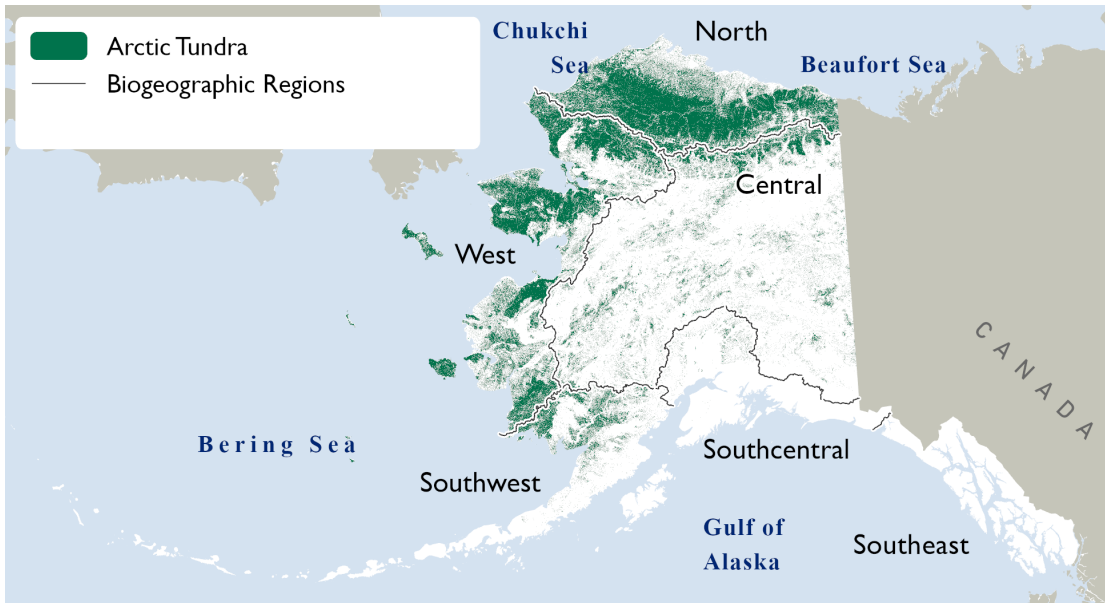 Arctic Tundra
Biogeographic Regions
Chukchi
Sea
North
Beaufort Sea
Central
West
CANADA
Bering Sea
Southwest
Southcentral
Gulf of
Alaska
Southeast